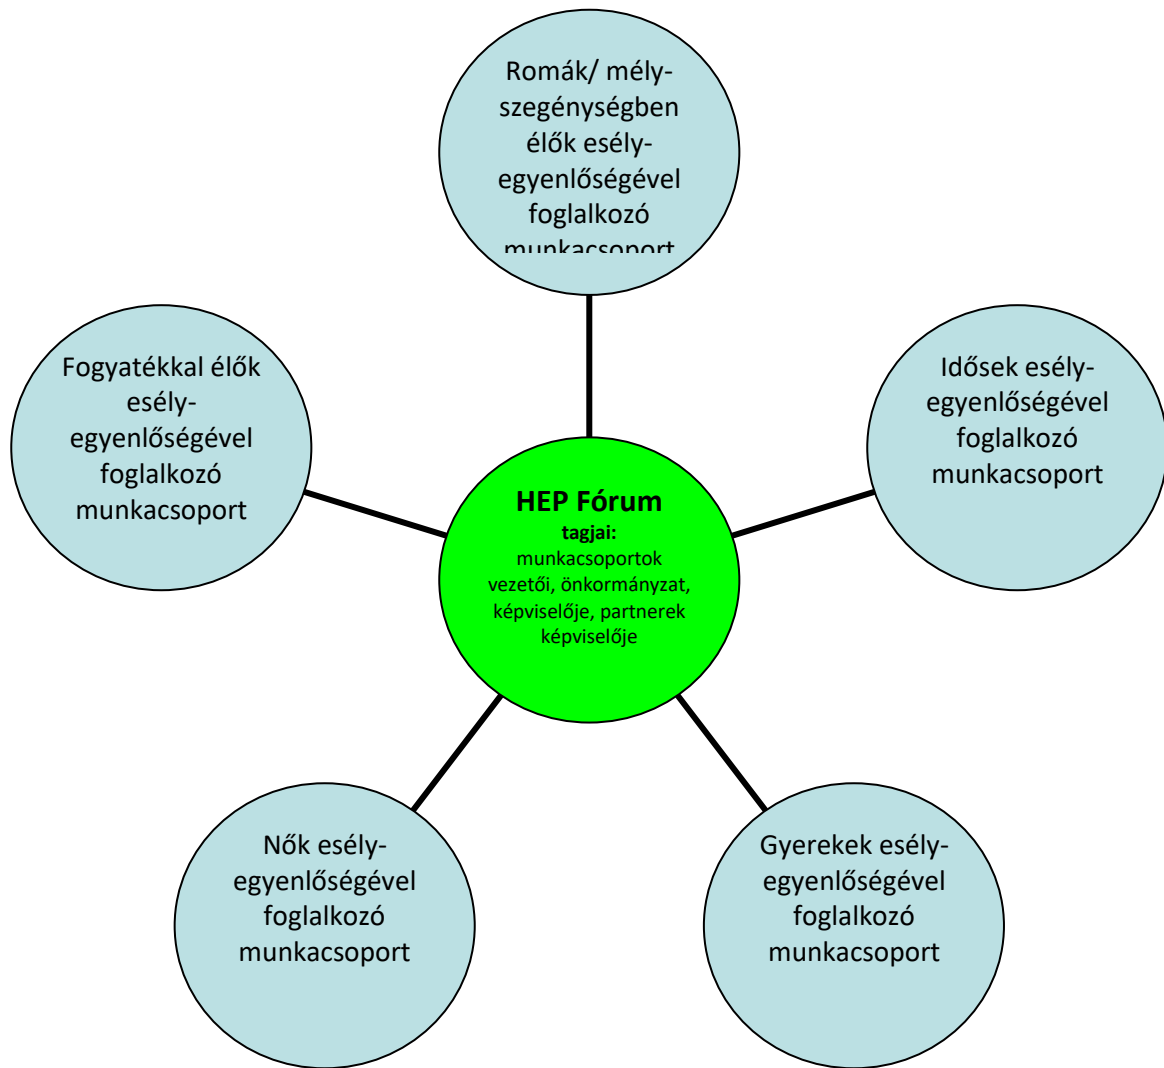 Romák/ mély-
szegénységben
élők esély-
egyenlőségével
foglalkozó
munkacsoport
Fogyatékkal élők
esély-
egyenlőségével
foglalkozó
munkacsoport
Idősek esély-
egyenlőségével
foglalkozó
munkacsoport
HEP Fórum
tagjai:
munkacsoportok
vezetői, önkormányzat,
képviselője, partnerek
képviselője
Nők esély-
egyenlőségével
foglalkozó
munkacsoport
Gyerekek esély-
egyenlőségével
foglalkozó
munkacsoport